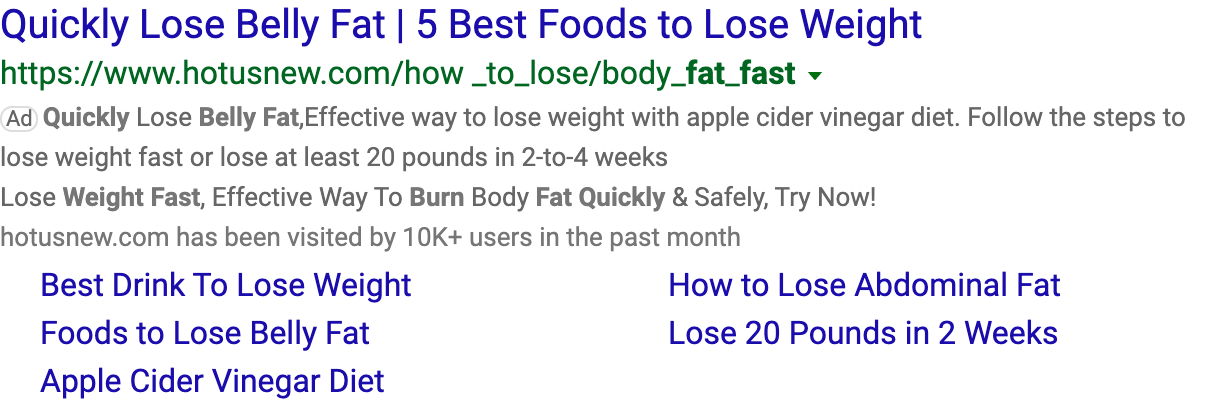 Quickly Lose Belly Fat | 5 Best Foods to Lose Weight
https://www.hotusnew.com/how _to_lose/body_fat_fast
Ad Quickly Lose Belly Fat,Effective way to lose weight with apple cider vinegar diet. Follow the steps to
lose weight fast or lose at least 20 pounds in 2-to-4 weeks
Lose Weight Fast, Effective Way To Burn Body Fat Quickly & Safely, Try Now!
hotusnew.com has been visited by 10K+ users in the past month
Best Drink To Lose Weight
How to Lose Abdominal Fat
Foods to Lose Belly Fat
Lose 20 Pounds in 2 Weeks
Apple Cider Vinegar Diet